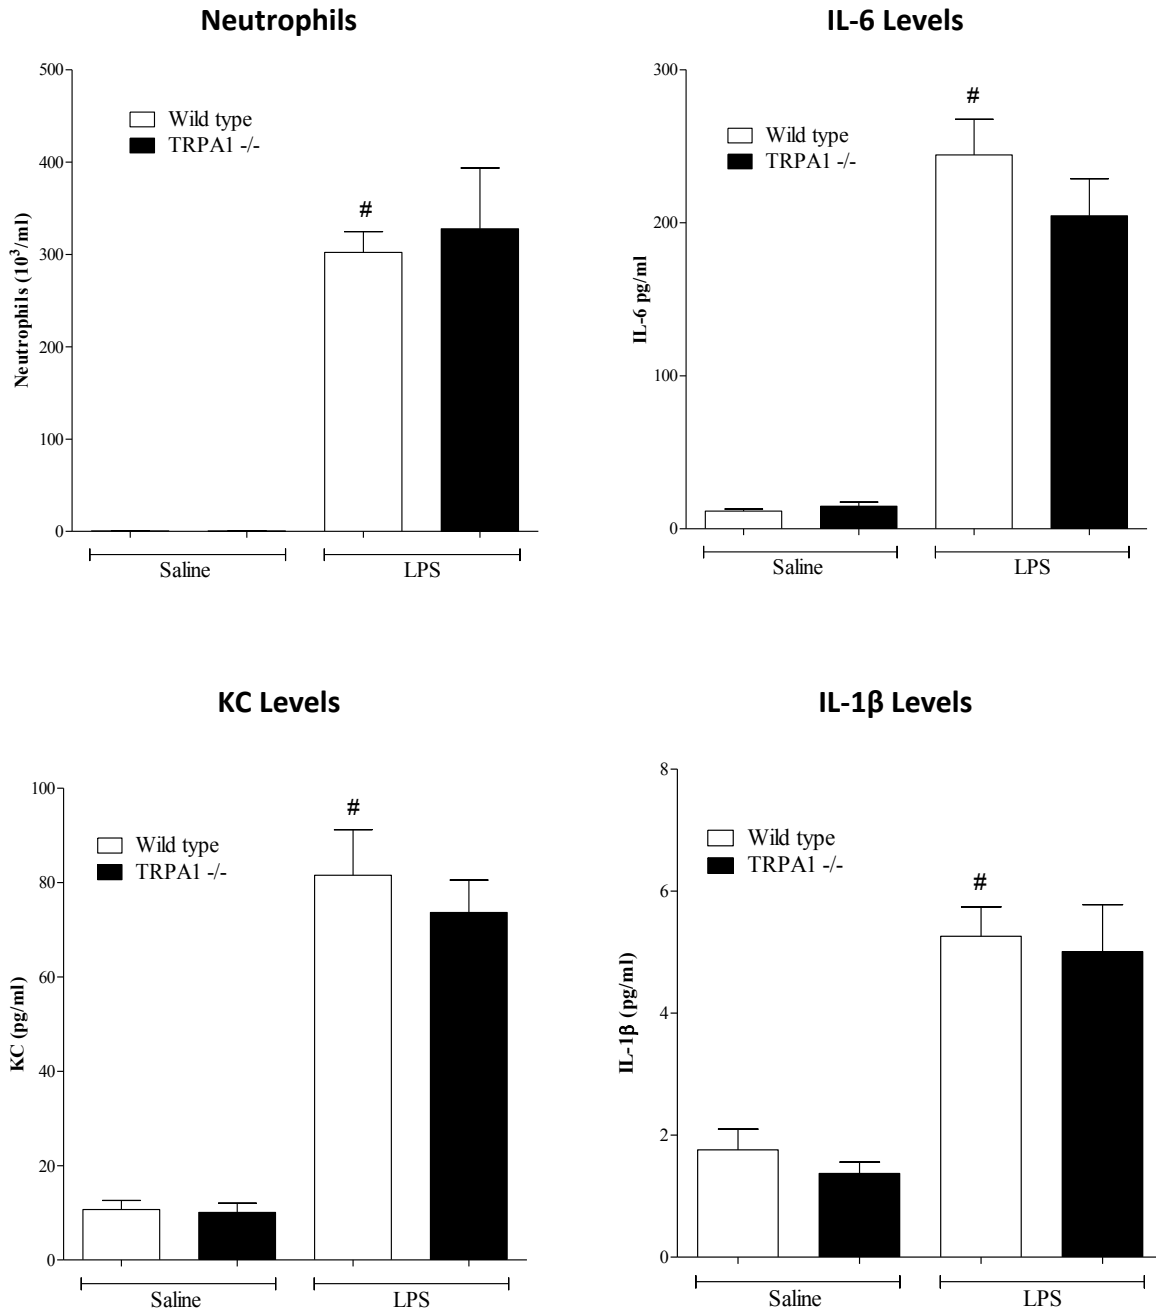 Neutrophils
500
400
300
200
100
0
Neutrophils (10³/ml)
Wild type
TRPA1 -/-
#
Saline
LPS
IL-6 Levels
300
200
100
0
IL-6 pg/ml
Wild type
TRPA1 -/-
#
Saline
LPS
KC Levels
100
80
60
40
20
0
KC (pg/ml)
Wild type
TRPA1 -/-
#
Saline
LPS
IL-1β Levels
8
6
4
2
0
IL-1β (pg/ml)
Wild type
TRPA1 -/-
#
Saline
LPS